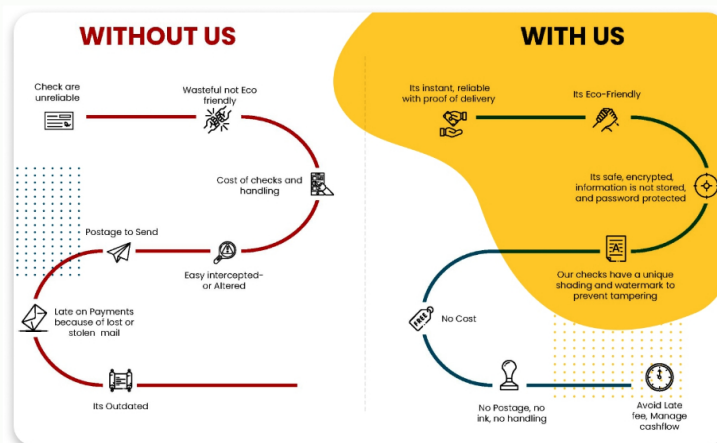 WITHOUT US
Check are
unreliable
Wasteful not Eco
friendly
Cost of checks and
handling
Easy intercepted-
or Altered
Postage to Send
Late on Payments
because of lost or
stolen mail
Its Outdated
WITH US
Its instant, reliable
with proof of delivery
Its Eco-Friendly
Its safe, encrypted,
information is not stored,
and password protected
A
Our checks have a unique
shading and watermark to
prevent tampering
FREE
No Cost
No Postage, no
ink, no handling
Avoid Late
fee, Manage
cashflow